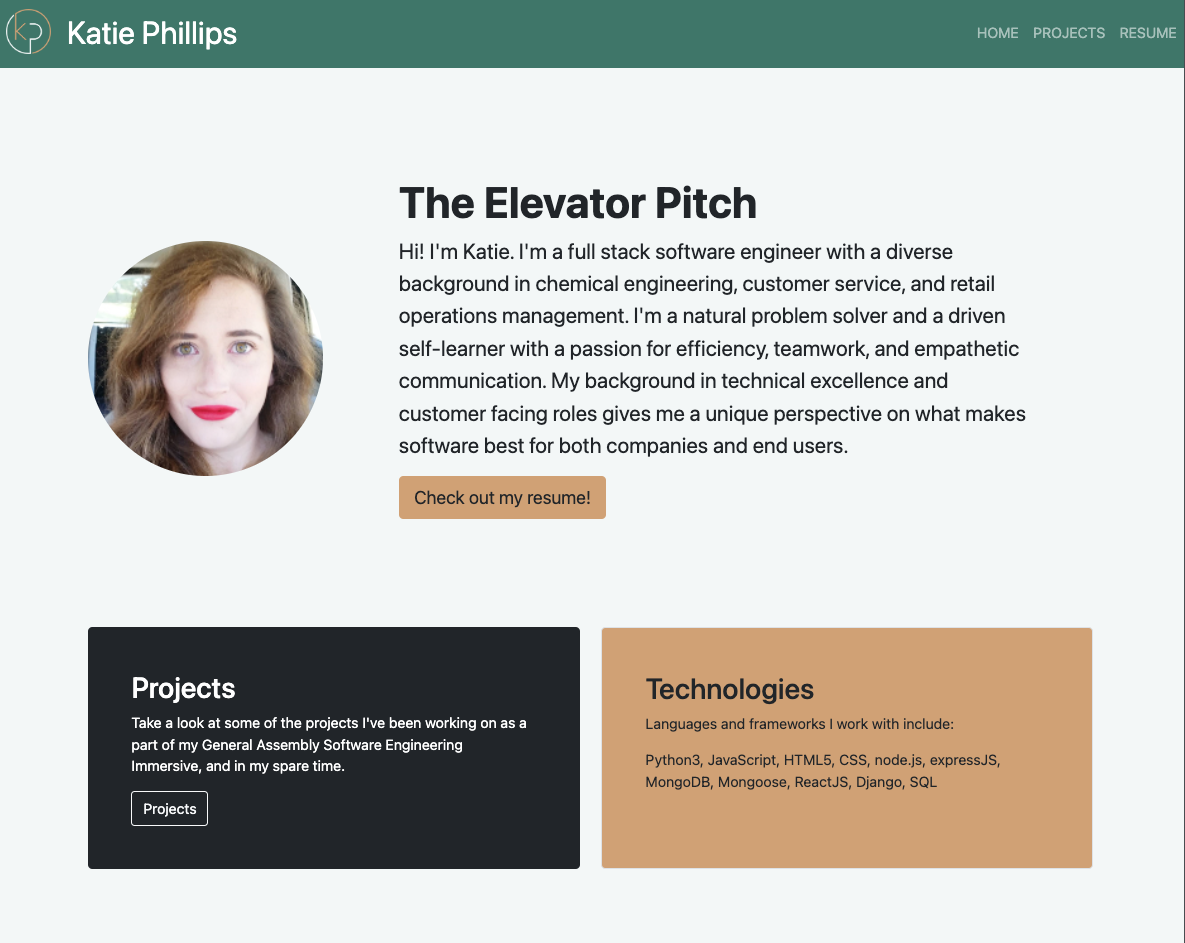 kp
Katie Phillips
HOME PROJECTS RESUME
The Elevator Pitch
Hi! I'm Katie. I'm a full stack software engineer with a diverse
background in chemical engineering, customer service, and retail
operations management. I'm a natural problem solver and a driven
self-learner with a passion for efficiency, teamwork, and empathetic
communication. My background in technical excellence and
customer facing roles gives me a unique perspective on what makes
software best for both companies and end users.
Check out my resume!
Projects
Take a look at some of the projects I've been working on as a
part of my General Assembly Software Engineering
Immersive, and in my spare time.
Projects
Technologies
Languages and frameworks I work with include:
Python3, JavaScript, HTML5, CSS, node.js, expressJS,
MongoDB, Mongoose, ReactJS, Django, SQL